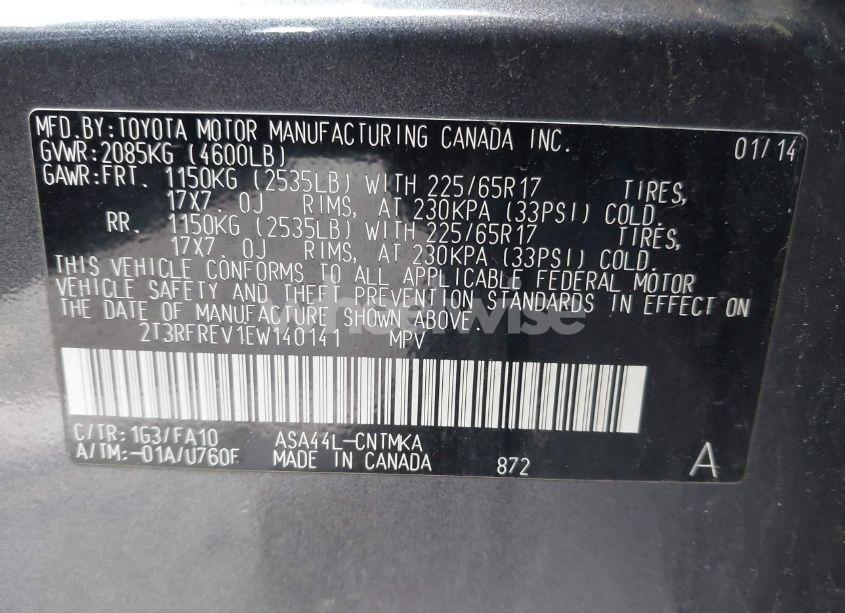 MFD.BY:TOYOTA MOTOR MANUFACTURING CANADA INC. 01/14
GVWR:2085KG (4600LB)
GAWR:FRT. 1150KG (2535LB) WITH 225/65R17 TIRES,
17X7.0J RIMS, AT 230KPA (33PSI) COLD.
RR. 1150KG (2535LB) WITH 225/65R17 TIRES,
17X7.0J RIMS, AT 230KPA (33PSI) COLD.
THIS VEHICLE CONFORMS TO ALL APPLICABLE FEDERAL MOTOR
VEHICLE SAFETY AND THEFT PREVENTION STANDARDS IN EFFECT ON
THE DATE OF MANUFACTURE SHOWN ABOVE.
2T3RFREV1EW140141 MPV
C/TR:1G3/FA10 ASA44L-CNTMKA
A/TM:-01A/U760F MADE IN CANADA 872 A